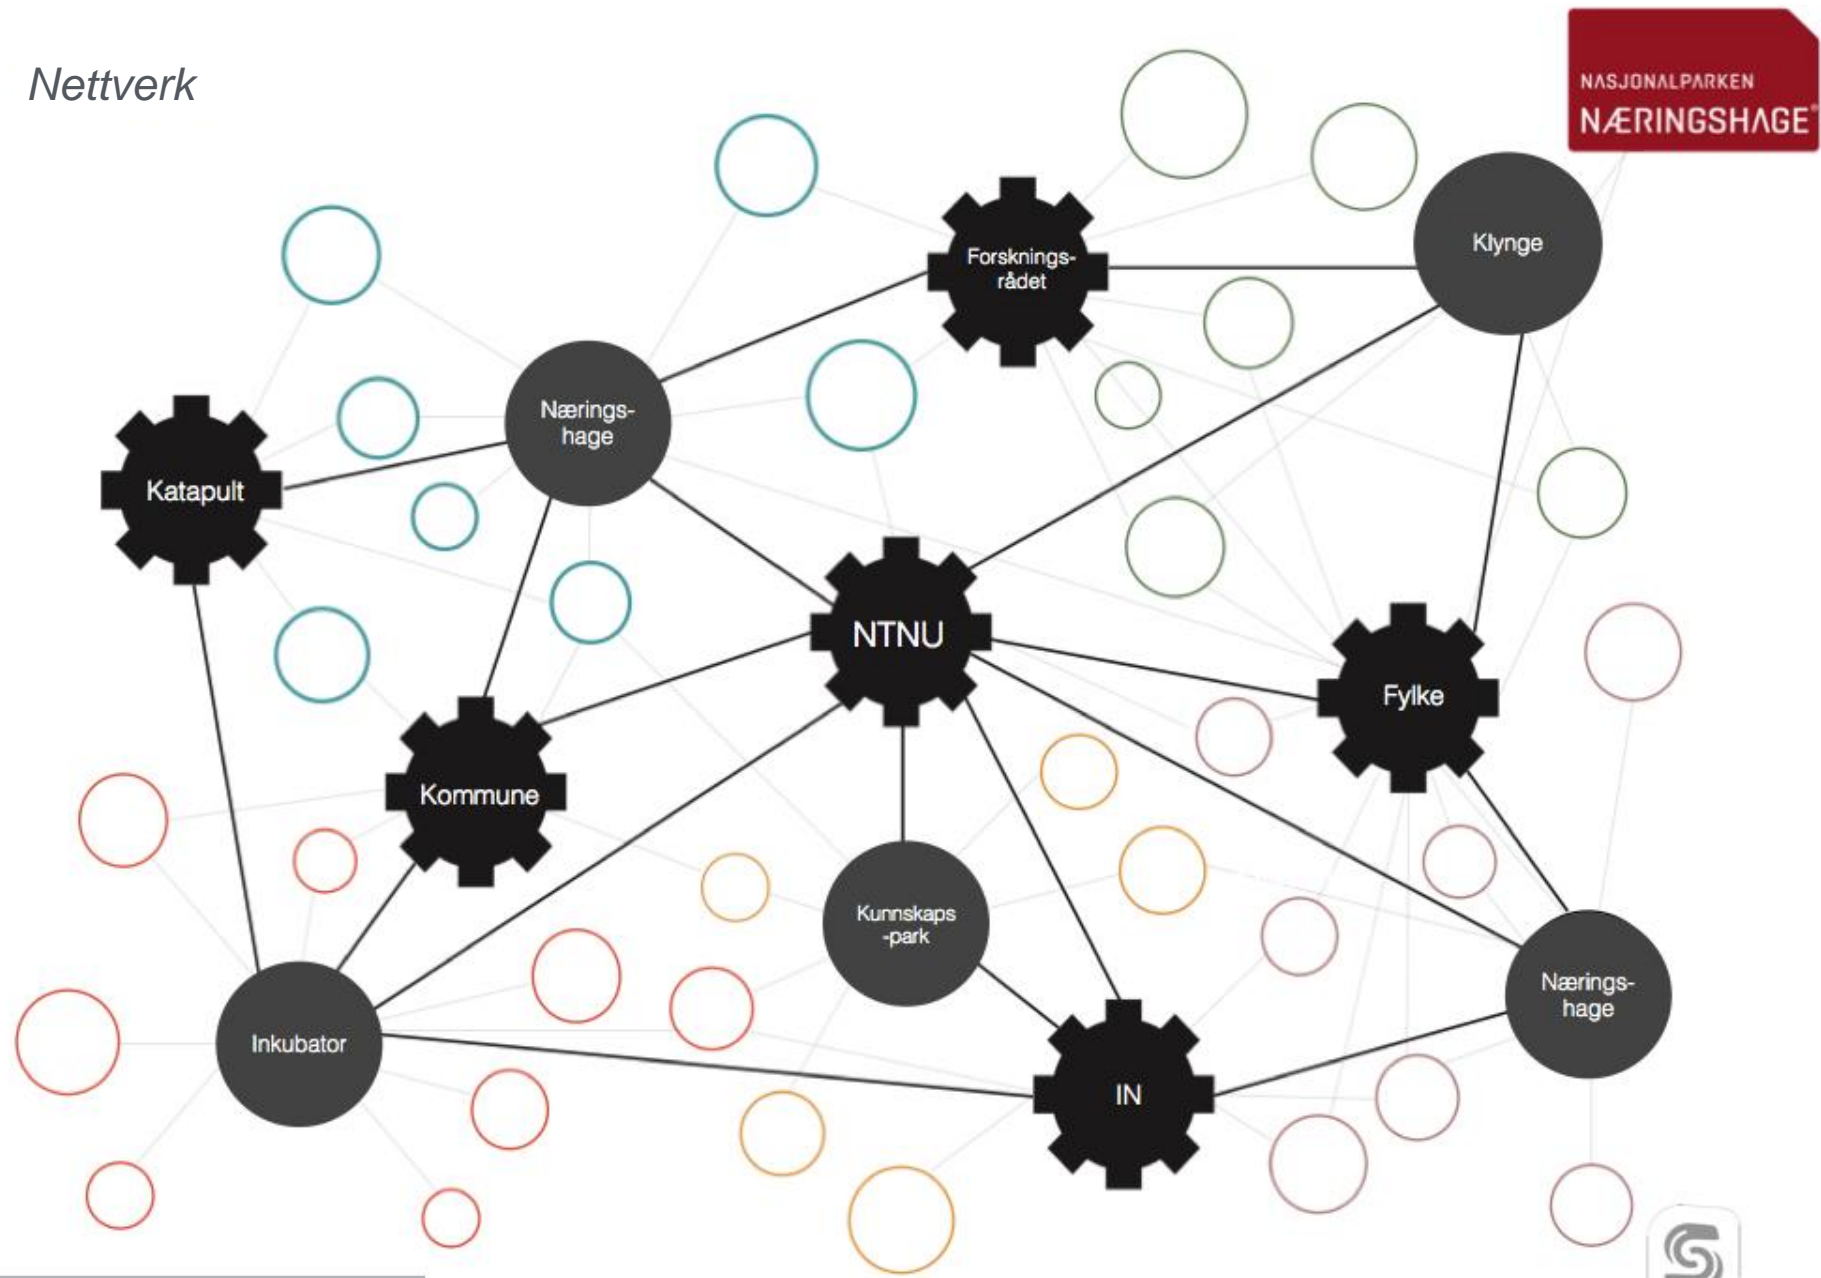 Nettverk
NASJONALPARKEN
NÆRINGSHAGE
Forsknings-
rådet
Klynge
Nærings-
hage
Katapult
NTNU
Fylke
Kommune
Kunnskaps
-park
Nærings-
hage
Inkubator
IN